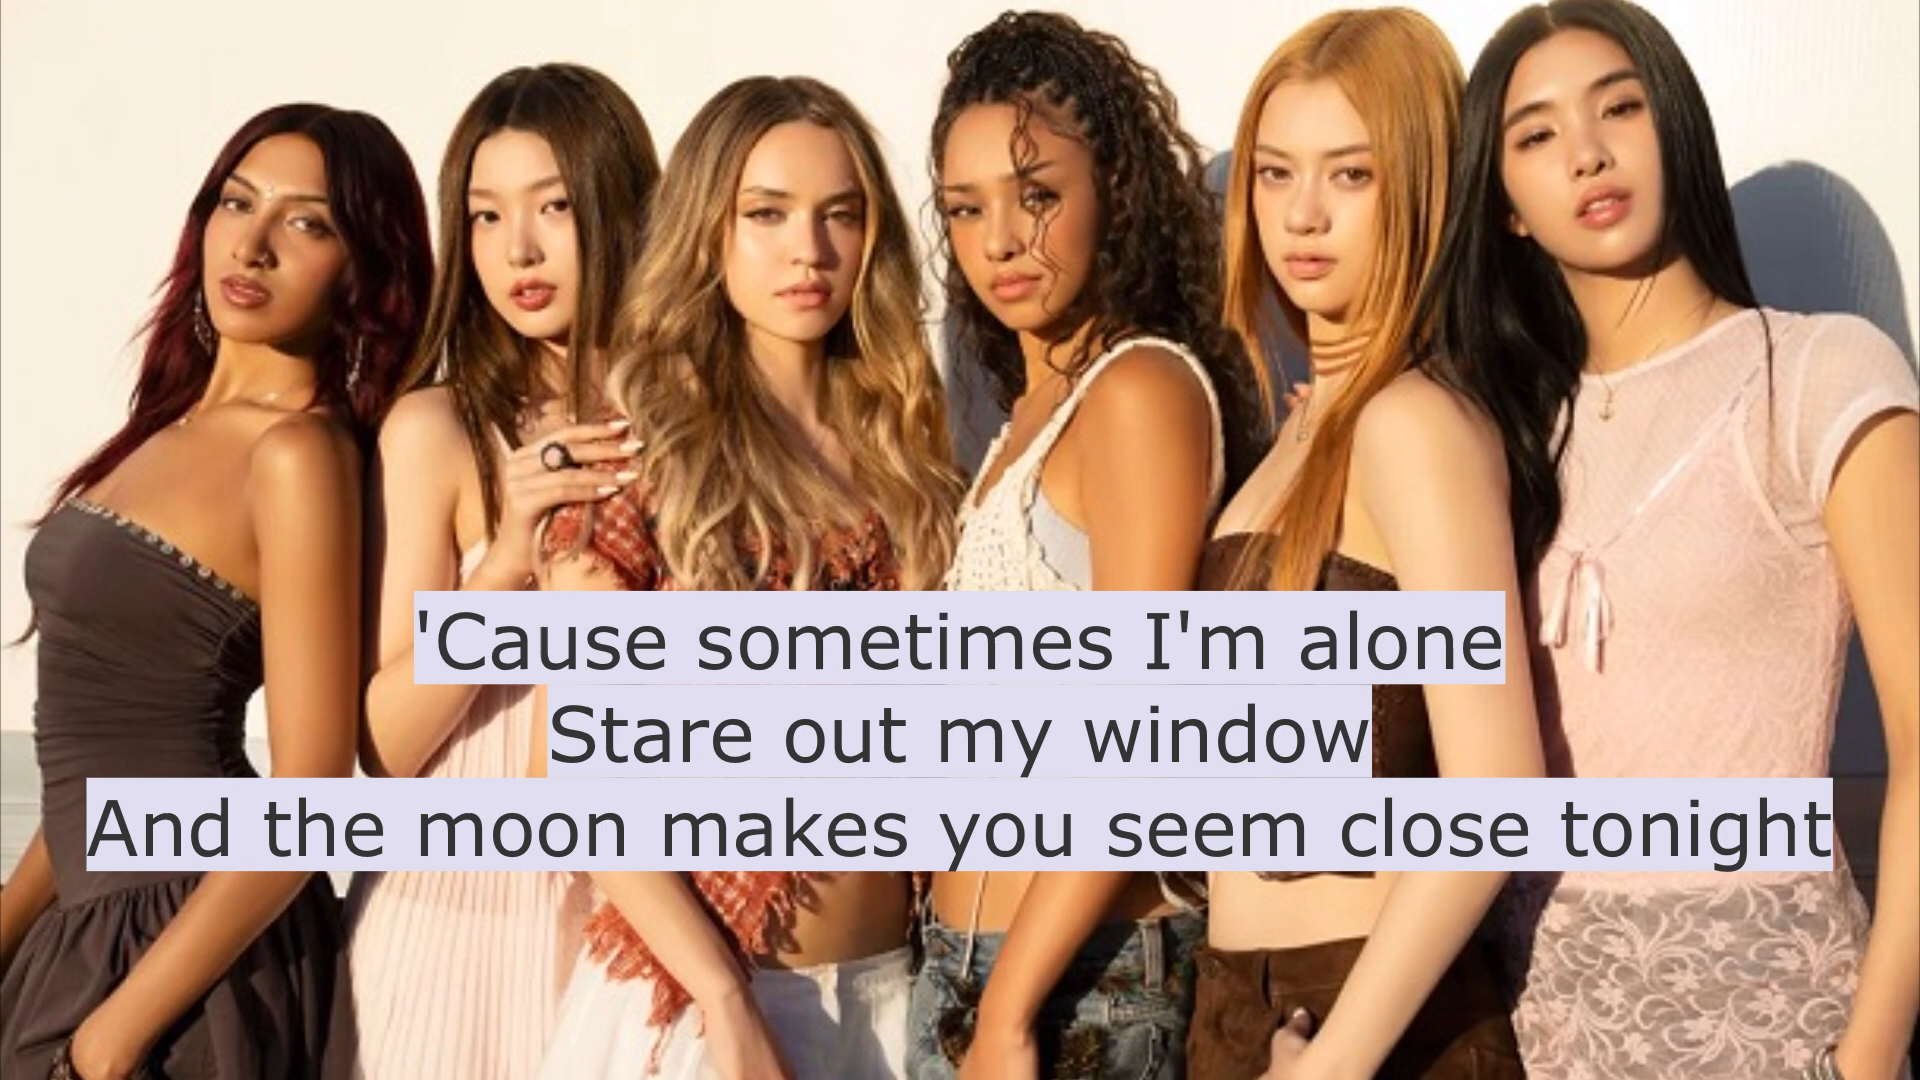 'Cause sometimes I'm alone
Stare out my window
And the moon makes you seem close tonight